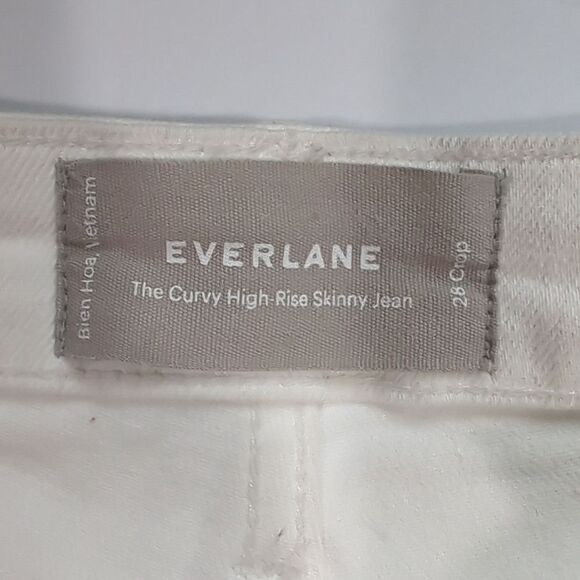 Bien Hoa, Vietnam
EVERLANE
The Curvy High-Rise Skinny Jean
28 Crop